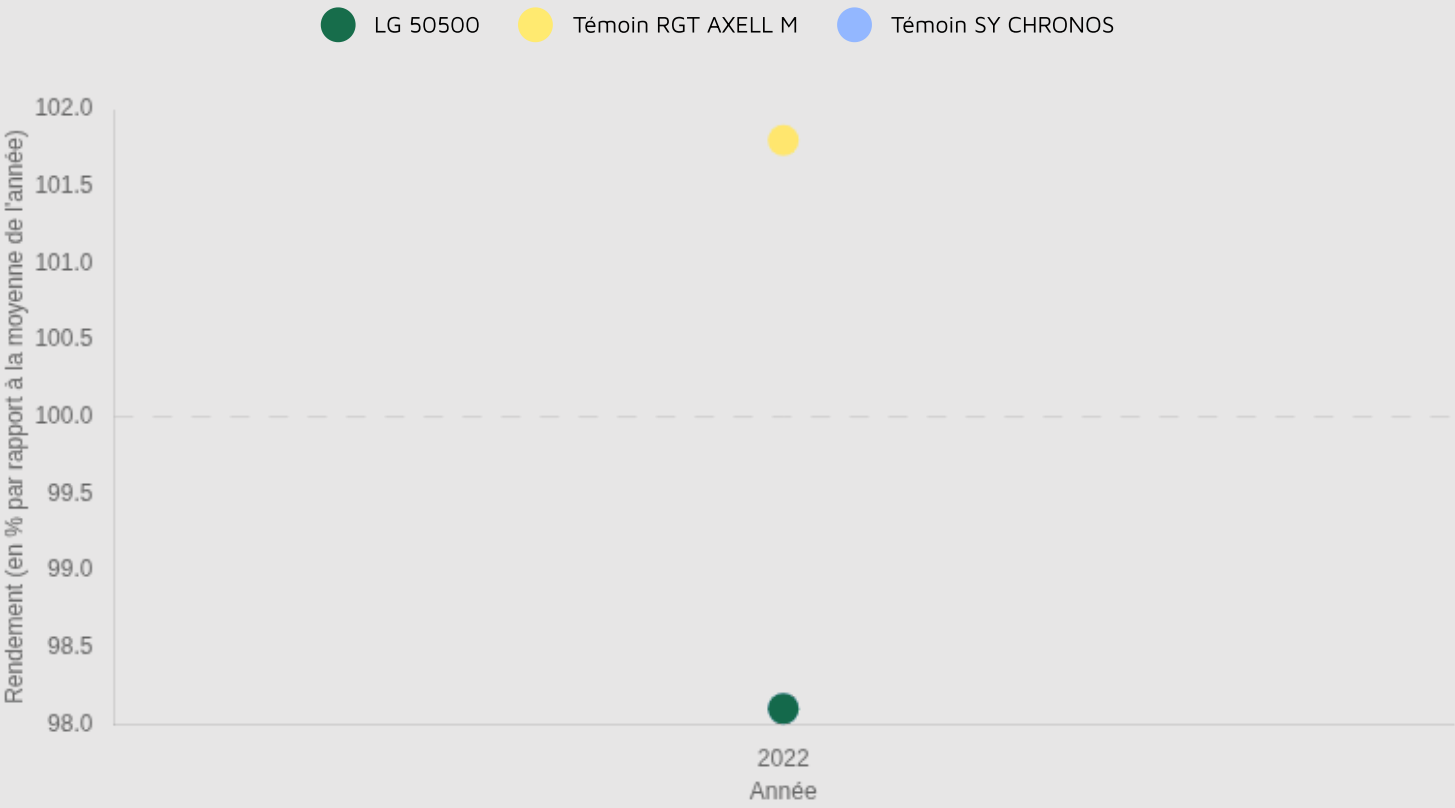 LG 50500
Témoin RGT AXELL M
Témoin SY CHRONOS
Rendement (en % par rapport à la moyenne de l'année)
102.0
101.5
101.0
100.5
100.0
99.5
99.0
98.5
98.0
2022
Année